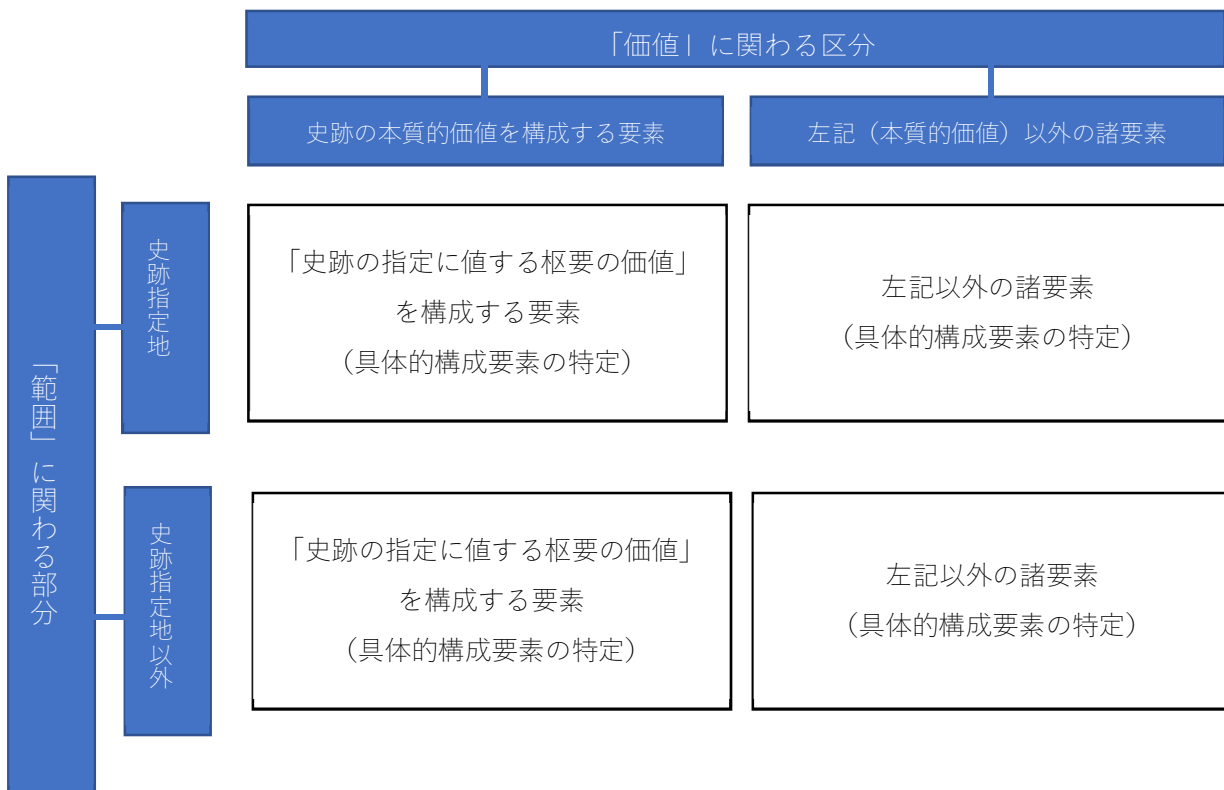 「価値」に関わる区分
史跡の本質的価値を構成する要素
左記（本質的価値）以外の諸要素
「範囲」に関わる部分
史跡指定地
「史跡の指定に値する枢要の価値」
を構成する要素
（具体的構成要素の特定）
左記以外の諸要素
（具体的構成要素の特定）
史跡指定地以外
「史跡の指定に値する枢要の価値」
を構成する要素
（具体的構成要素の特定）
左記以外の諸要素
（具体的構成要素の特定）